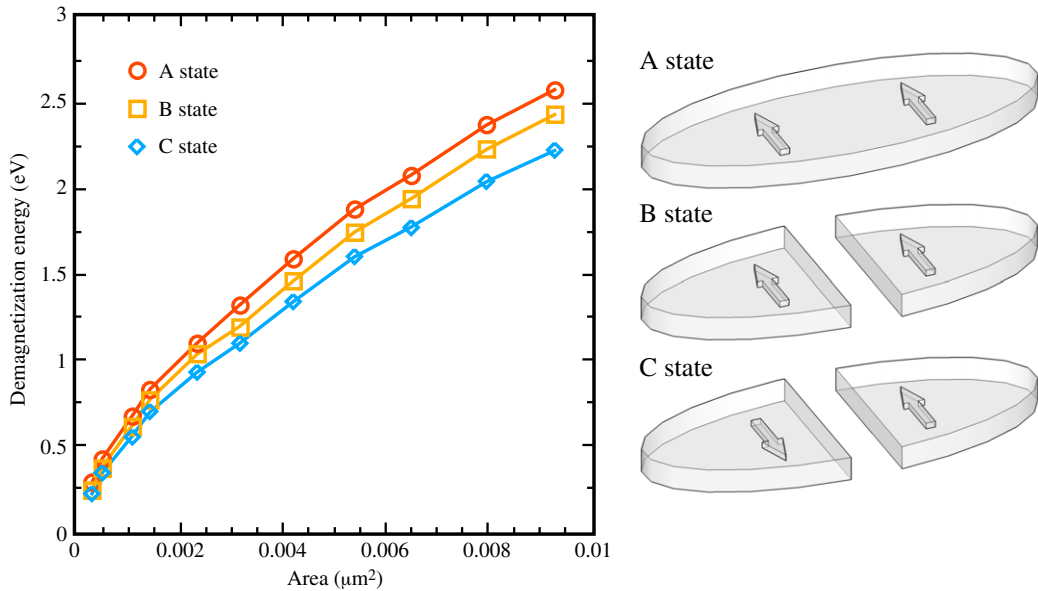 3
2.5
2
1.5
1
0.5
0
Demagnetization energy (eV)
A state
B state
C state
0
0.002
0.004
0.006
0.008
0.01
Area (μm²)
A state
B state
C state